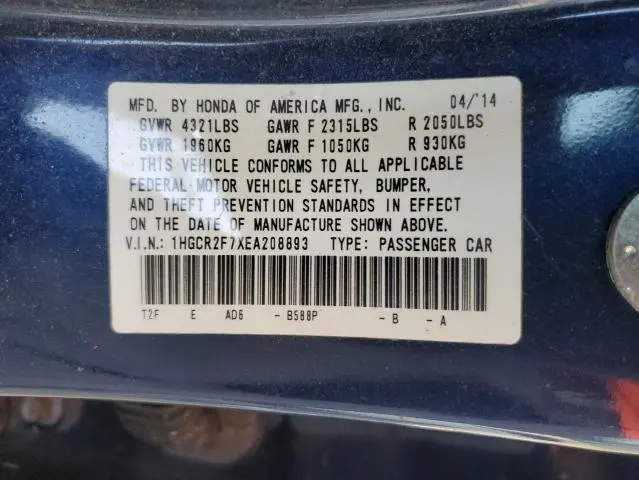 MFD. BY HONDA OF AMERICA MFG., INC. 04/'14
GVWR 4321LBS GAWR F 2315LBS R 2050LBS
GVWR 1960KG GAWR F 1050KG R 930KG
THIS VEHICLE CONFORMS TO ALL APPLICABLE
FEDERAL MOTOR VEHICLE SAFETY, BUMPER,
AND THEFT PREVENTION STANDARDS IN EFFECT
ON THE DATE OF MANUFACTURE SHOWN ABOVE.
V.I.N.: 1HGCR2F7XEA208893 TYPE: PASSENGER CAR
T2F E AD6 - B588P - B - A